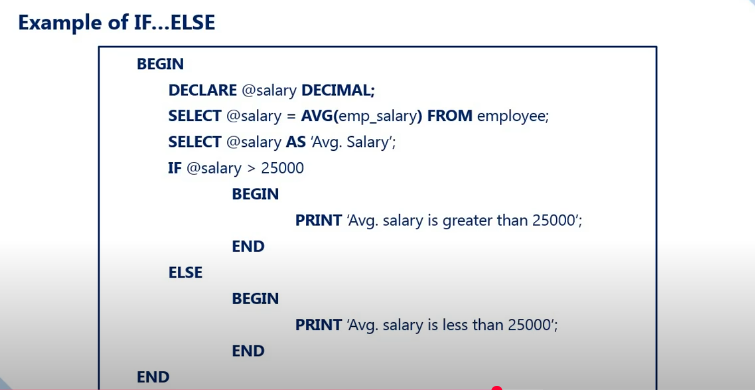 Example of IF...ELSE
BEGIN
DECLARE @salary DECIMAL;
SELECT @salary = AVG(emp_salary) FROM employee;
SELECT @salary AS ‘Avg. Salary’;
IF @salary > 25000
BEGIN
PRINT ‘Avg. salary is greater than 25000‘;
END
ELSE
BEGIN
PRINT ‘Avg. salary is less than 25000’;
END
END